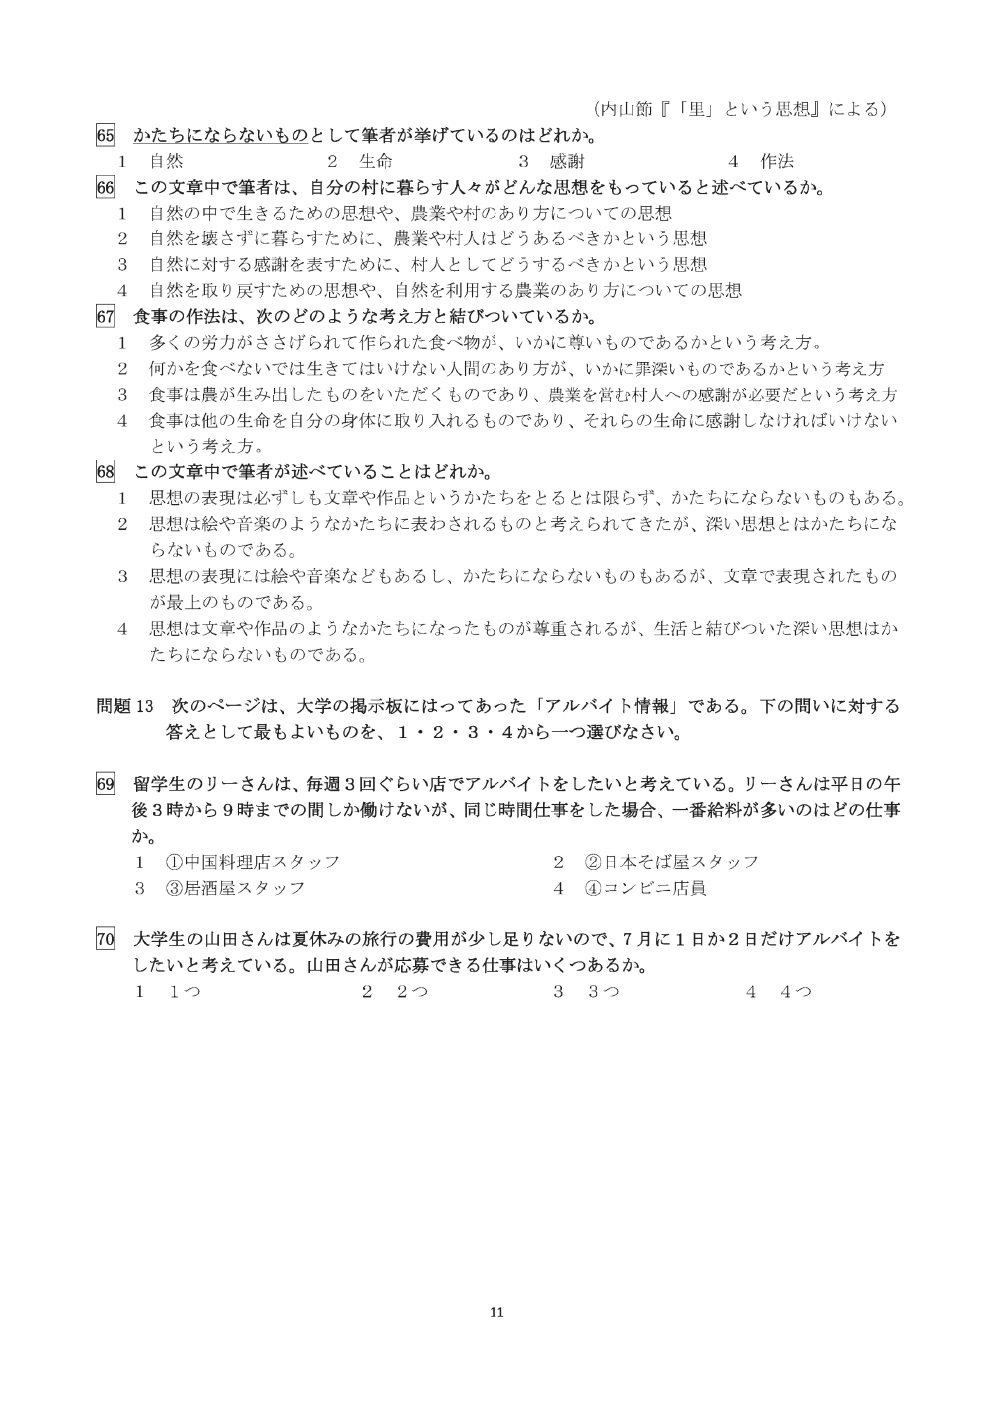 （内山節『「里」という思想』による）
65 かたちにならないものとして筆者が挙げているのはどれか。
1 自然 2 生命 3 感謝 4 作法
66 この文章中で筆者は、自分の村に暮らす人々がどんな思想をもっていると述べているか。
1 自然の中で生きるための思想や、農業や村のあり方についての思想
2 自然を壊さずに暮らすために、農業や村人はどうあるべきかという思想
3 自然に対する感謝を表すために、村人としてどうするべきかという思想
4 自然を取り戻すための思想や、自然を利用する農業のあり方についての思想
67 食事の作法は、次のどのような考え方と結びついているか。
1 多くの労力がささげられて作られた食べ物が、いかに尊いものであるかという考え方。
2 何かを食べないでは生きてはいけない人間のあり方が、いかに罪深いものであるかという考え方
3 食事は農が生み出したものをいただくものであり、農業を営む村人への感謝が必要だという考え方
4 食事は他の生命を自分の身体に取り入れるものであり、それらの生命に感謝しなければいけない
という考え方。
68 この文章中で筆者が述べていることはどれか。
1 思想の表現は必ずしも文章や作品というかたちをとるとは限らず、かたちにならないものもある。
2 思想は絵や音楽のようなかたちに表わされるものと考えられてきたが、深い思想とはかたちにな
らないものである。
3 思想の表現には絵や音楽などもあるし、かたちにならないものもあるが、文章で表現されたもの
が最上のものである。
4 思想は文章や作品のようなかたちになったものが尊重されるが、生活と結びついた深い思想はか
たちにならないものである。
問題 13 次のページは、大学の掲示板にはってあった「アルバイト情報」である。下の問いに対する
答えとして最もよいものを、１・２・３・４から一つ選びなさい。
69 留学生のリーさんは、毎週３回ぐらい店でアルバイトをしたいと考えている。リーさんは平日の午
後３時から９時までの間しか働けないが、同じ時間仕事をした場合、一番給料が多いのはどの仕事
か。
1 ①中国料理店スタッフ 2 ②日本そば屋スタッフ
3 ③居酒屋スタッフ 4 ④コンビニ店員
70 大学生の山田さんは夏休みの旅行の費用が少し足りないので、７月に１日か２日だけアルバイトを
したいと考えている。山田さんが応募できる仕事はいくつあるか。
1 １つ 2 ２つ 3 ３つ 4 ４つ
11